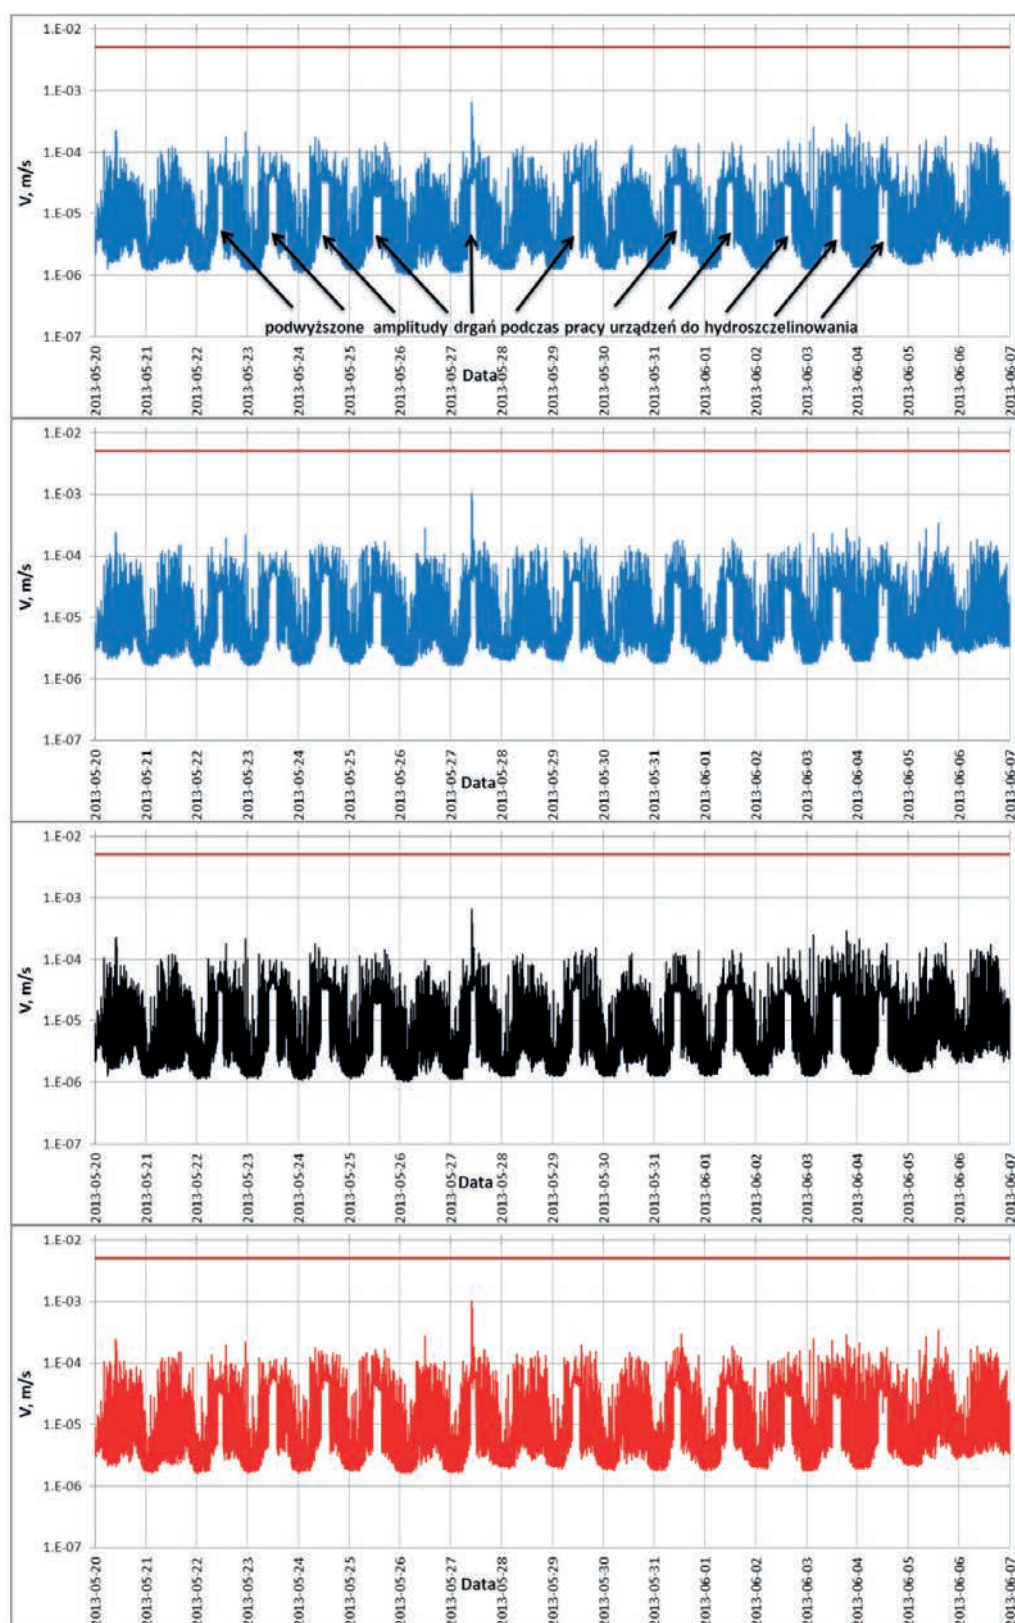 1.E-02
1.E-03
1.E-04
1.E-05
1.E-06
1.E-07
V, m/s
podwyższone amplitudy drgań podczas pracy urządzeń do hydroszczelinowania
2013-05-20
2013-05-21
2013-05-22
2013-05-23
2013-05-24
2013-05-25
2013-05-26
2013-05-27
2013-05-28
2013-05-29
2013-05-30
2013-05-31
2013-06-01
2013-06-02
2013-06-03
2013-06-04
2013-06-05
2013-06-06
2013-06-07
Data
1.E-02
1.E-03
1.E-04
1.E-05
1.E-06
1.E-07
V, m/s
2013-05-20
2013-05-21
2013-05-22
2013-05-23
2013-05-24
2013-05-25
2013-05-26
2013-05-27
2013-05-28
2013-05-29
2013-05-30
2013-05-31
2013-06-01
2013-06-02
2013-06-03
2013-06-04
2013-06-05
2013-06-06
2013-06-07
Data
1.E-02
1.E-03
1.E-04
1.E-05
1.E-06
1.E-07
V, m/s
2013-05-20
2013-05-21
2013-05-22
2013-05-23
2013-05-24
2013-05-25
2013-05-26
2013-05-27
2013-05-28
2013-05-29
2013-05-30
2013-05-31
2013-06-01
2013-06-02
2013-06-03
2013-06-04
2013-06-05
2013-06-06
2013-06-07
Data
1.E-02
1.E-03
1.E-04
1.E-05
1.E-06
1.E-07
V, m/s
2013-05-20
2013-05-21
2013-05-22
2013-05-23
2013-05-24
2013-05-25
2013-05-26
2013-05-27
2013-05-28
2013-05-29
2013-05-30
2013-05-31
2013-06-01
2013-06-02
2013-06-03
2013-06-04
2013-06-05
2013-06-06
2013-06-07
Data